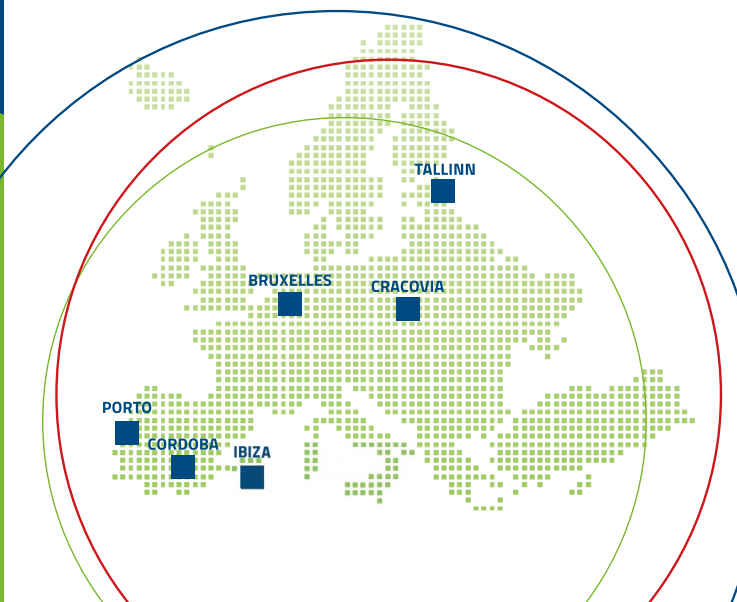 TALLINN
BRUXELLES
CRACOVIA
PORTO
CORDOBA
IBIZA